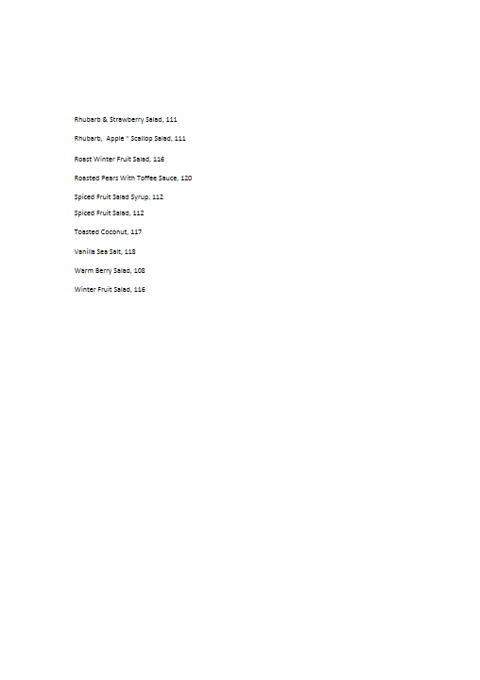 Rhubarb & Strawberry Salad, 111
Rhubarb,  Apple " Scallop Salad, 111
Roast Winter Fruit Salad, 116
Roasted Pears With Toffee Sauce, 120
Spiced Fruit Salad Syrup, 112
Spiced Fruit Salad, 112
Toasted Coconut, 117
Vanilla Sea Salt, 118
Warm Berry Salad, 108
Winter Fruit Salad, 116